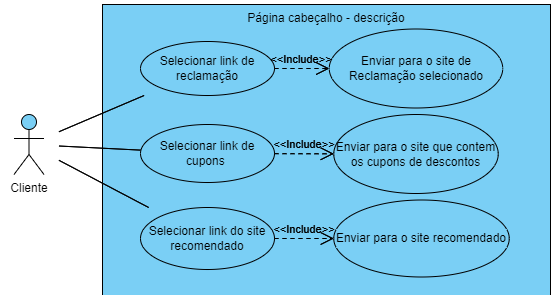 Página cabeçalho - descrição
Selecionar link de
reclamação
<<Include>>
Enviar para o site de
Reclamação selecionado
Selecionar link de
cupons
<<Include>>
Enviar para o site que contem
os cupons de descontos
Cliente
Selecionar link do site
recomendado
<<Include>>
Enviar para o site recomendado